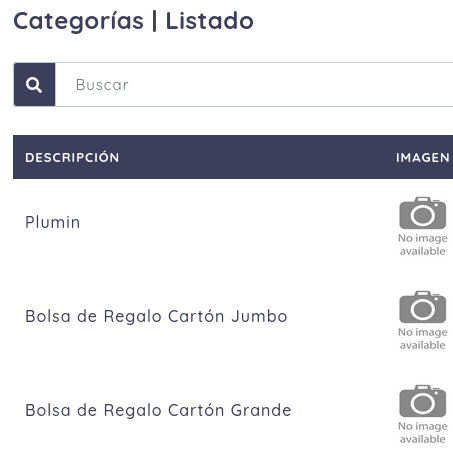 Categorías | Listado
Buscar
DESCRIPCIÓN IMAGEN
Plumin
No image
available
Bolsa de Regalo Cartón Jumbo
No image
available
Bolsa de Regalo Cartón Grande
No image
available